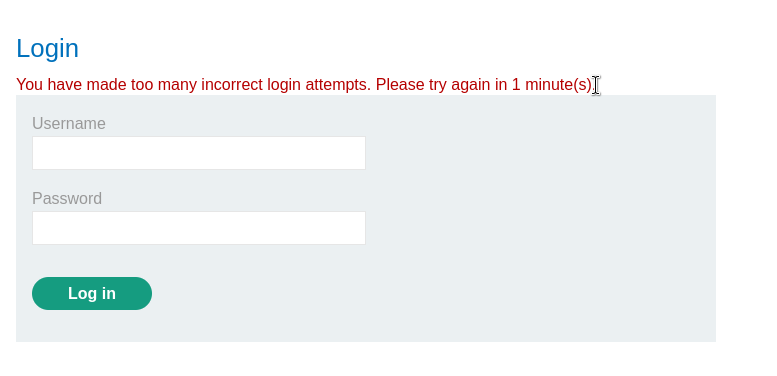 Login
You have made too many incorrect login attempts. Please try again in 1 minute(s).
Username
Password
Log in